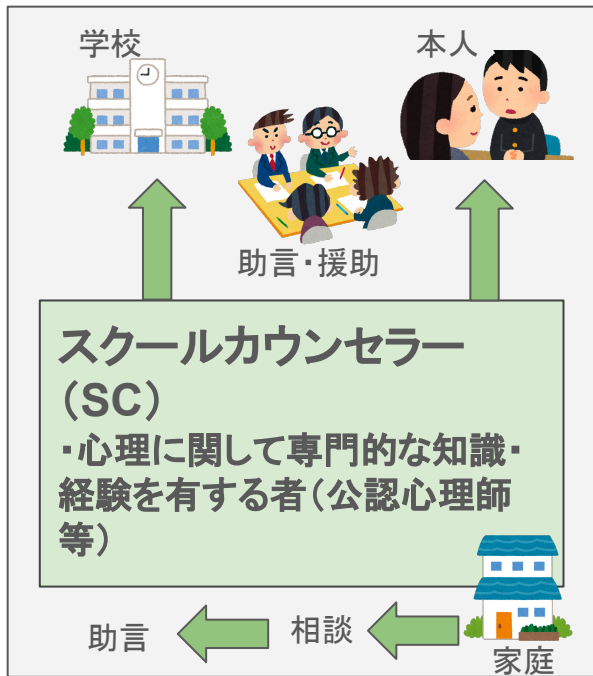 学校
本人
助言・援助
スクールカウンセラー
(SC)
・心理に関して専門的な知識・
経験を有する者(公認心理師
等)
助言
相談
家庭